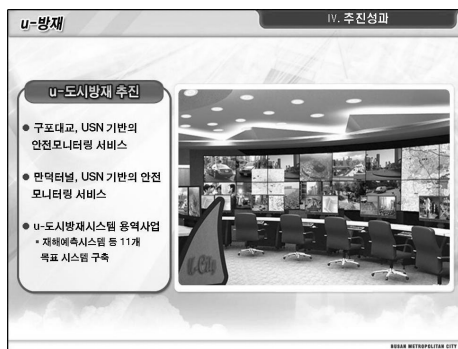 u-방재
Ⅳ. 추진성과
u-도시방재 추진
● 구포대교, USN 기반의
안전모니터링 서비스
● 만덕터널, USN 기반의 안전
모니터링 서비스
● u-도시방재시스템 용역사업
▪ 재해예측시스템 등 11개
목표 시스템 구축
U-City
BUSAN METROPOLITAN CITY